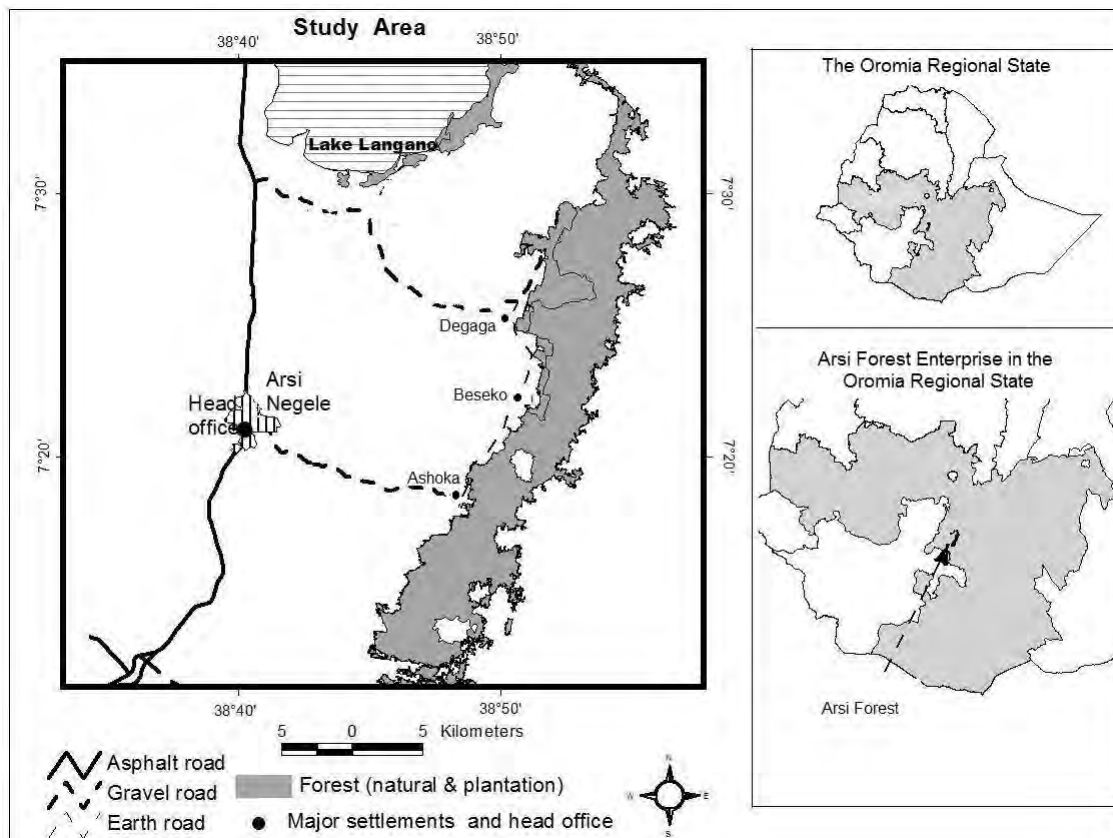 Study Area
38°40'
38°50'
7°30'
7°30'
Lake Langano
Degaga
Beseko
Arsi
Negele
Head
office
7°20'
7°20'
Ashoka
38°40'
38°50'
5 0 5 Kilometers
Asphalt road
Gravel road
Earth road
Forest (natural & plantation)
Major settlements and head office
N
W E
S
The Oromia Regional State
Arsi Forest Enterprise in the
Oromia Regional State
Arsi Forest